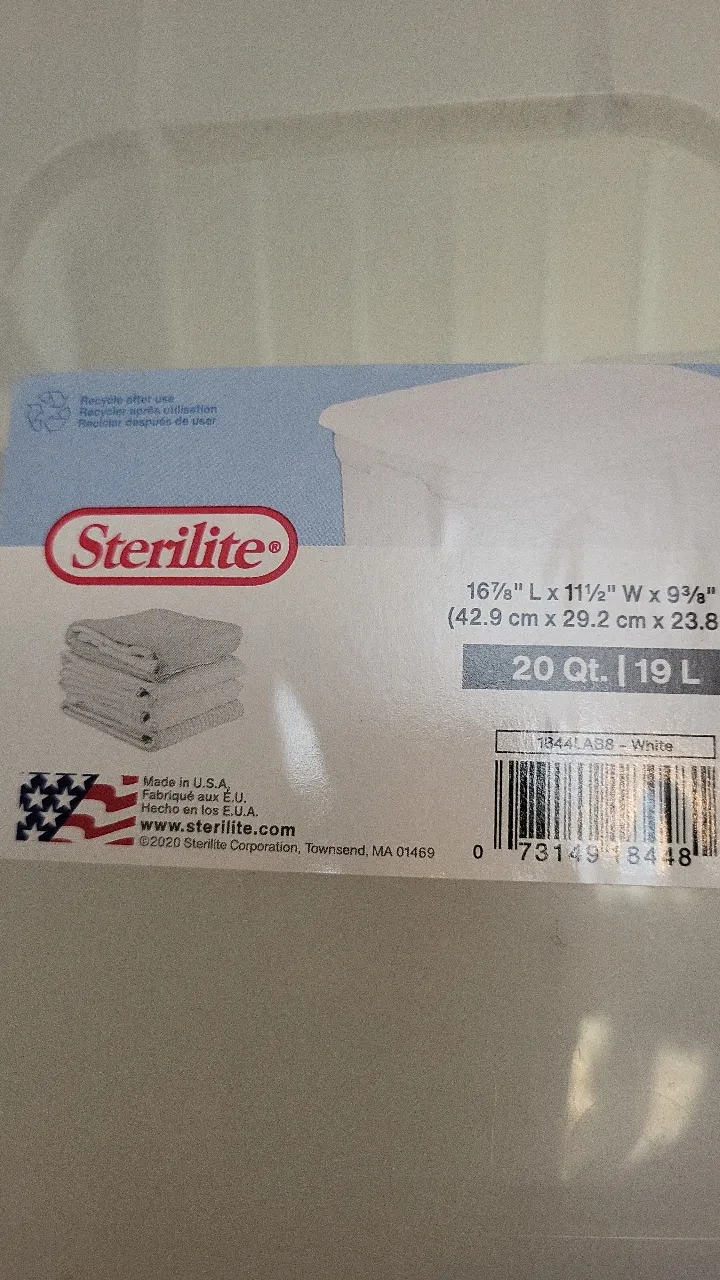 Recycle after use
Recycler après utilisation
Reciclar después de usar
Sterilite®
16⅞" L x 11½" W x 9⅜"
(42.9 cm x 29.2 cm x 23.8
20 Qt. | 19 L
1844LAB8 - White
Made in U.S.A.
Fabriqué aux É.U.
Hecho en los E.U.A.
www.sterilite.com
©2020 Sterilite Corporation, Townsend, MA 01469
0 73149 18448